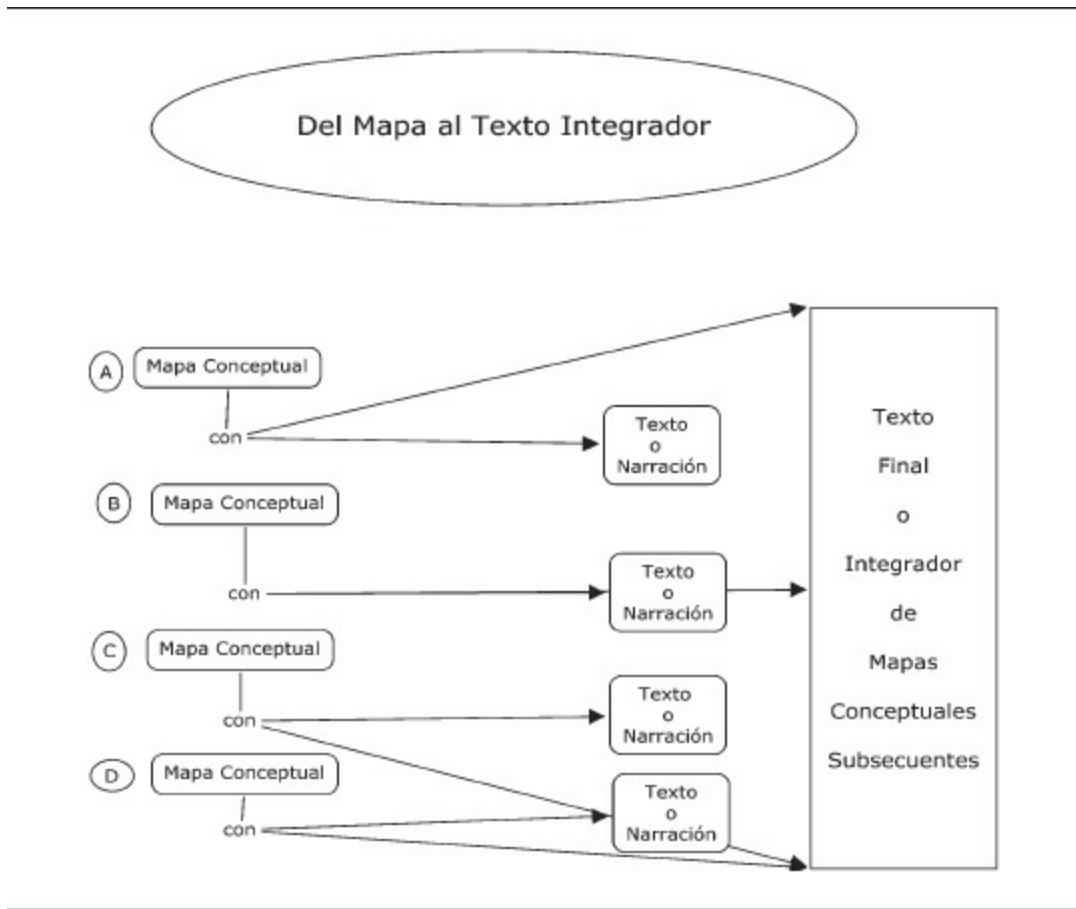 Del Mapa al Texto Integrador
A
Mapa Conceptual
con
Texto
o
Narración
B
Mapa Conceptual
con
Texto
o
Narración
C
Mapa Conceptual
con
Texto
o
Narración
D
Mapa Conceptual
con
Texto
o
Narración
Texto
Final
o
Integrador
de
Mapas
Conceptuales
Subsecuentes